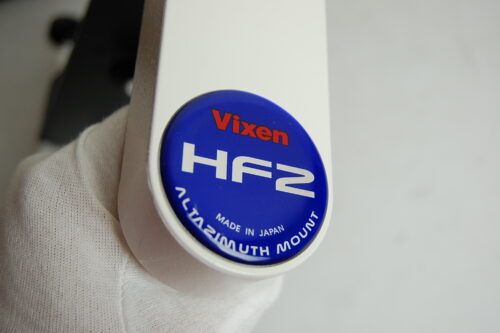 Vixen
HF2
MADE IN JAPAN
ALTAZIMUTH MOUNT